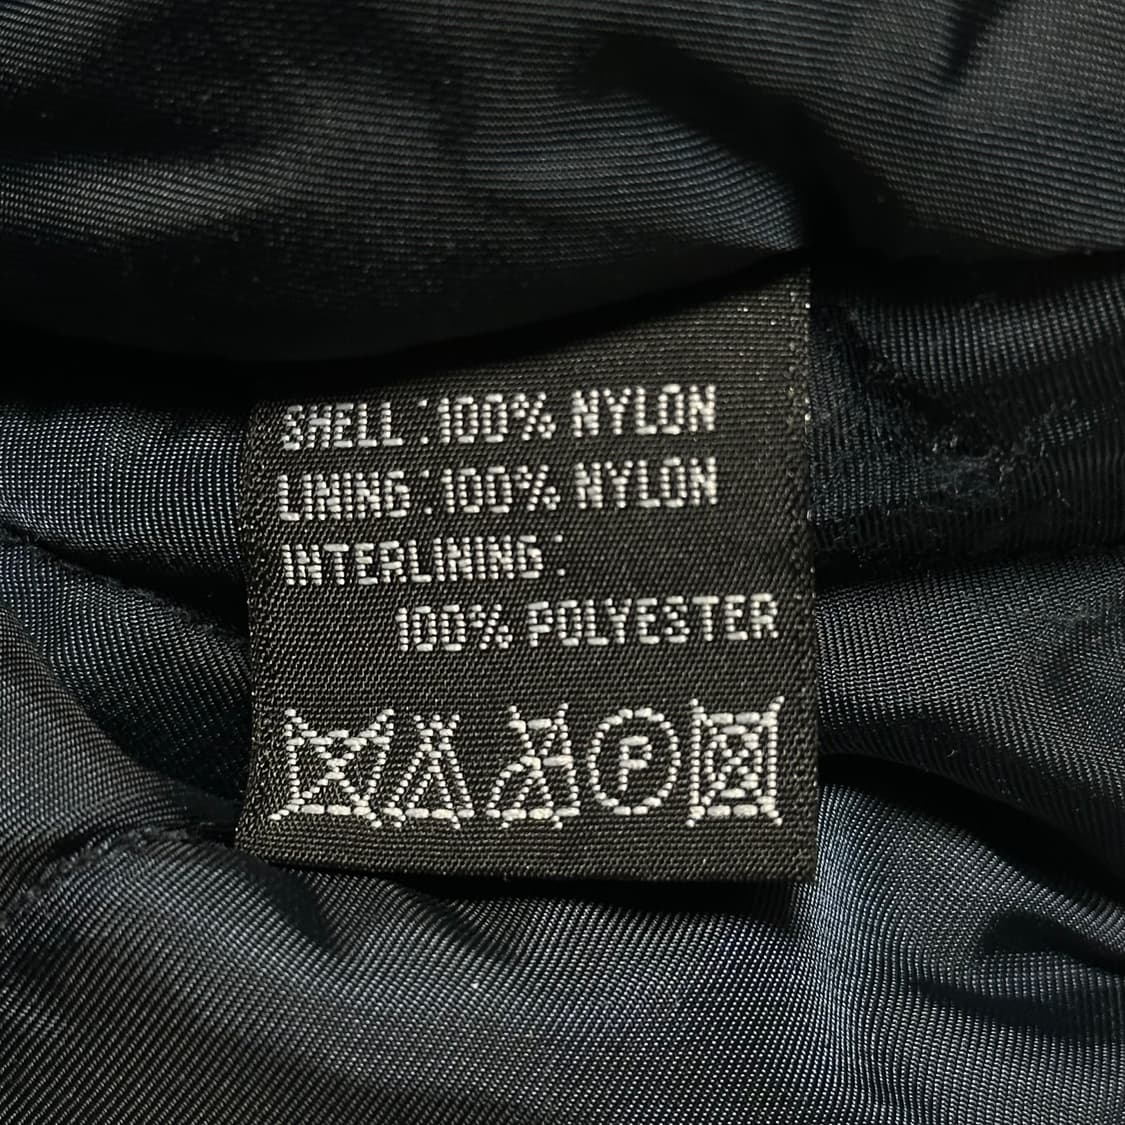 SHELL :100% NYLON
LINING :100% NYLON
INTERLINING :
100% POLYESTER
P